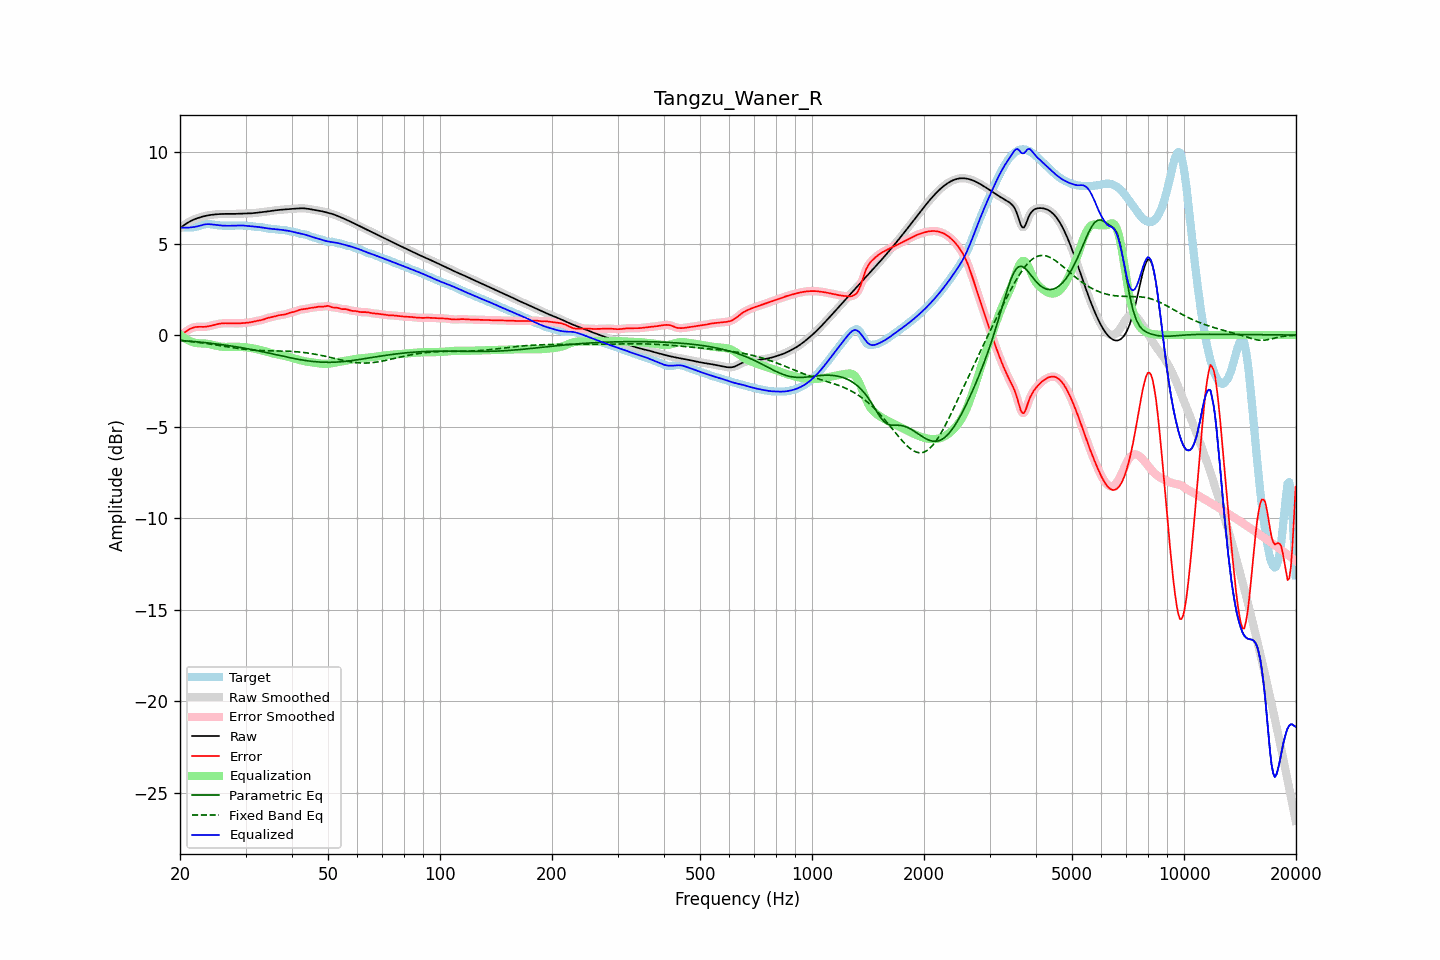 Tangzu_Waner_R
Amplitude (dBr)
10
5
0
−5
−10
−15
−20
−25
Target
Raw Smoothed
Error Smoothed
Raw
Error
Equalization
Parametric Eq
Fixed Band Eq
Equalized
20 50 100 200 500 1000 2000 5000 10000 20000
Frequency (Hz)